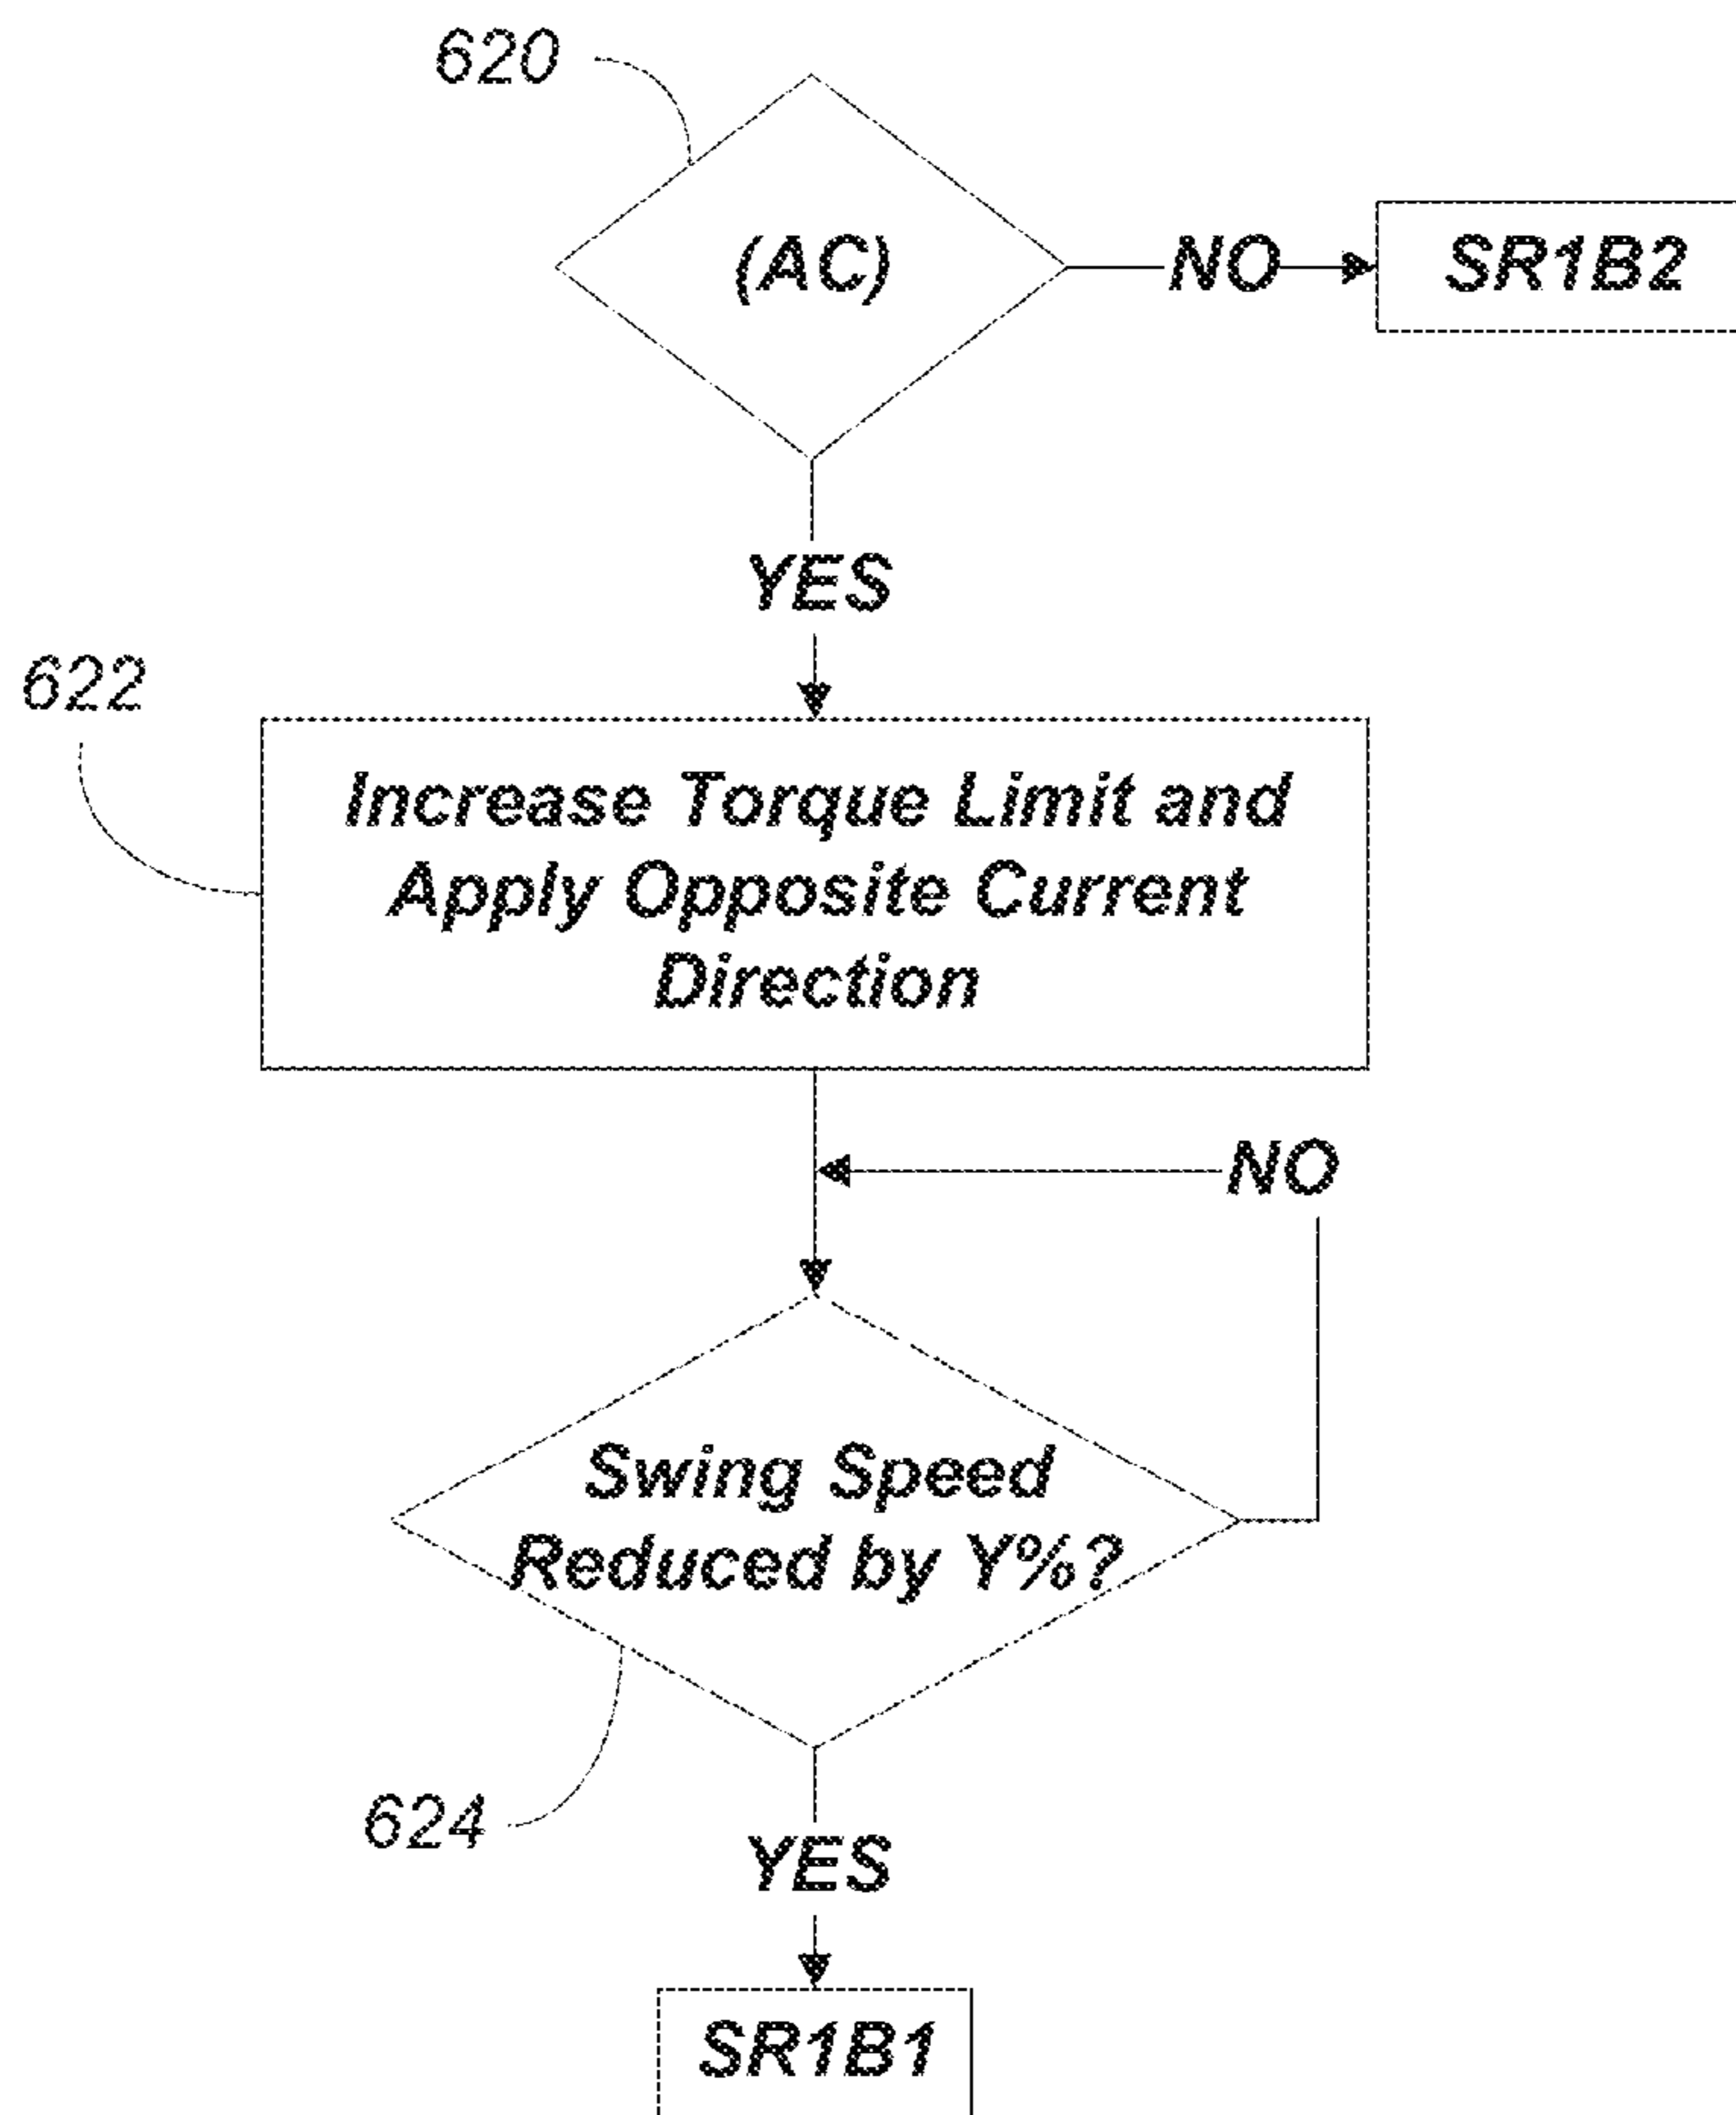 620
(AC)
NO
SR1B2
YES
622
Increase Torque Limit and
Apply Opposite Current
Direction
NO
Swing Speed
Reduced by Y%?
624
YES
SR1B1